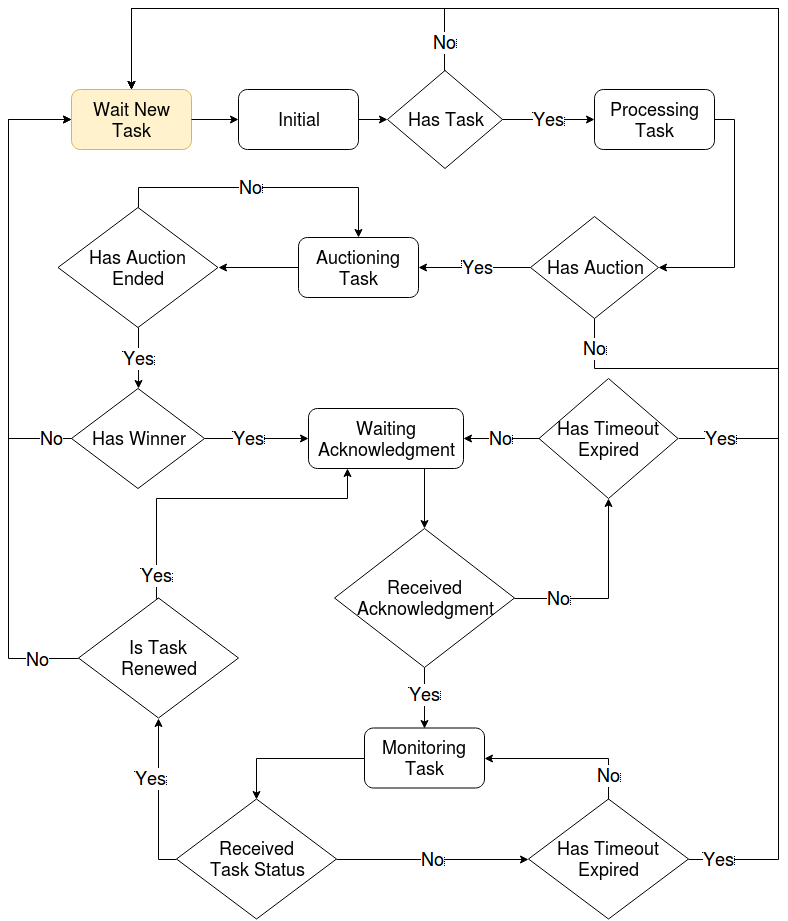 No
Wait New
Task
Initial
Has Task
Yes
Processing
Task
No
Has Auction
Ended
Auctioning
Task
Yes
Has Auction
Yes
No
No
Has Winner
Yes
Waiting
Acknowledgment
No
Has Timeout
Expired
Yes
Yes
Received
Acknowledgment
No
No
Is Task
Renewed
Yes
Monitoring
Task
Yes
No
Received
Task Status
No
Has Timeout
Expired
Yes